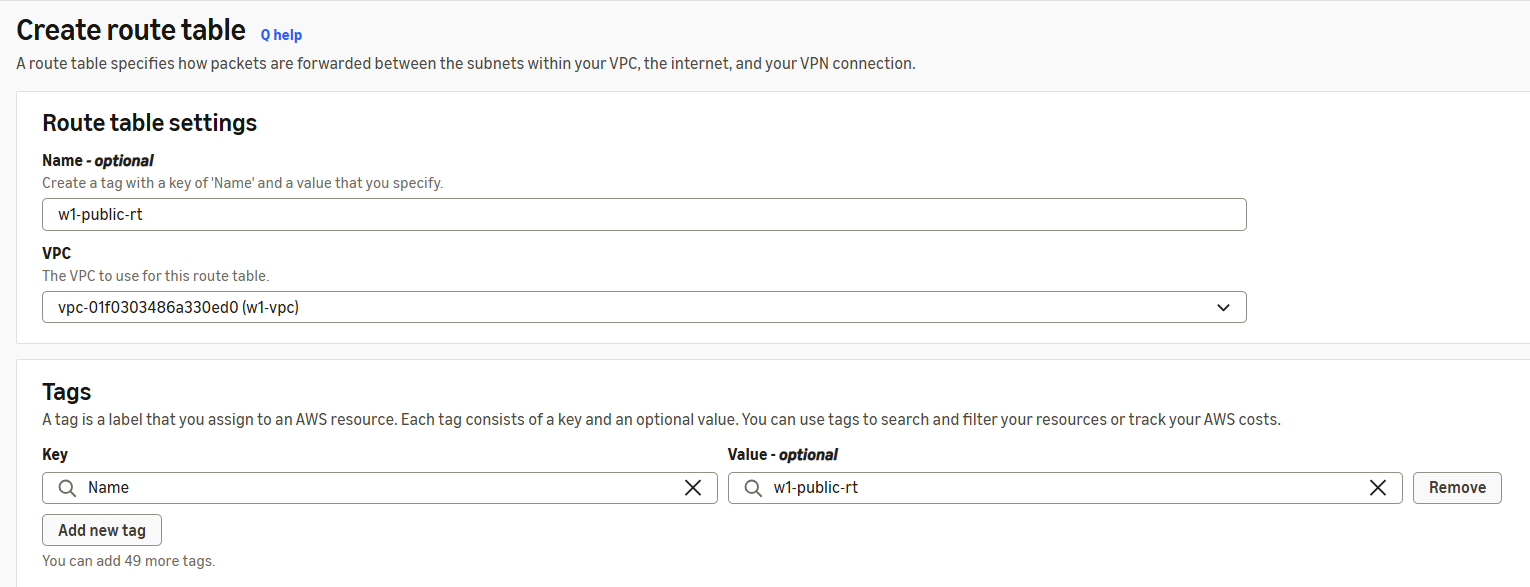 Create route table Q help
A route table specifies how packets are forwarded between the subnets within your VPC, the internet, and your VPN connection.
Route table settings
Name - optional
Create a tag with a key of 'Name' and a value that you specify.
w1-public-rt
VPC
The VPC to use for this route table.
vpc-01f0303486a330ed0 (w1-vpc)
Tags
A tag is a label that you assign to an AWS resource. Each tag consists of a key and an optional value. You can use tags to search and filter your resources or track your AWS costs.
Key Value - optional
Name w1-public-rt Remove
Add new tag
You can add 49 more tags.